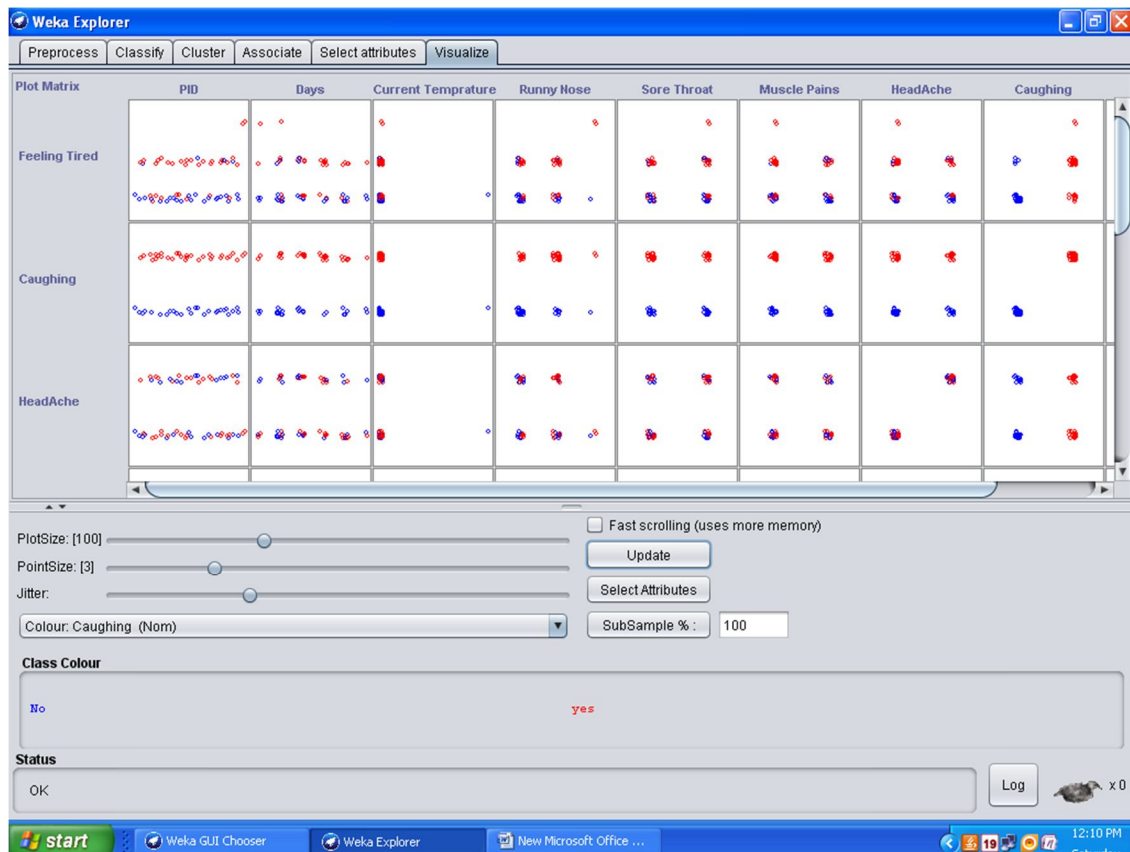 Weka Explorer
Preprocess Classify Cluster Associate Select attributes Visualize
Plot Matrix PID Days Current Temprature Runny Nose Sore Throat Muscle Pains HeadAche Caughing
Feeling Tired
Caughing
HeadAche
PlotSize: [100]
PointSize: [3]
Jitter:
Fast scrolling (uses more memory)
Update
Select Attributes
Colour: Caughing (Nom)
SubSample % : 100
Class Colour
No yes
Status
OK
Log x 0
start Weka GUI Chooser Weka Explorer New Microsoft Office ... 19 12:10 PM